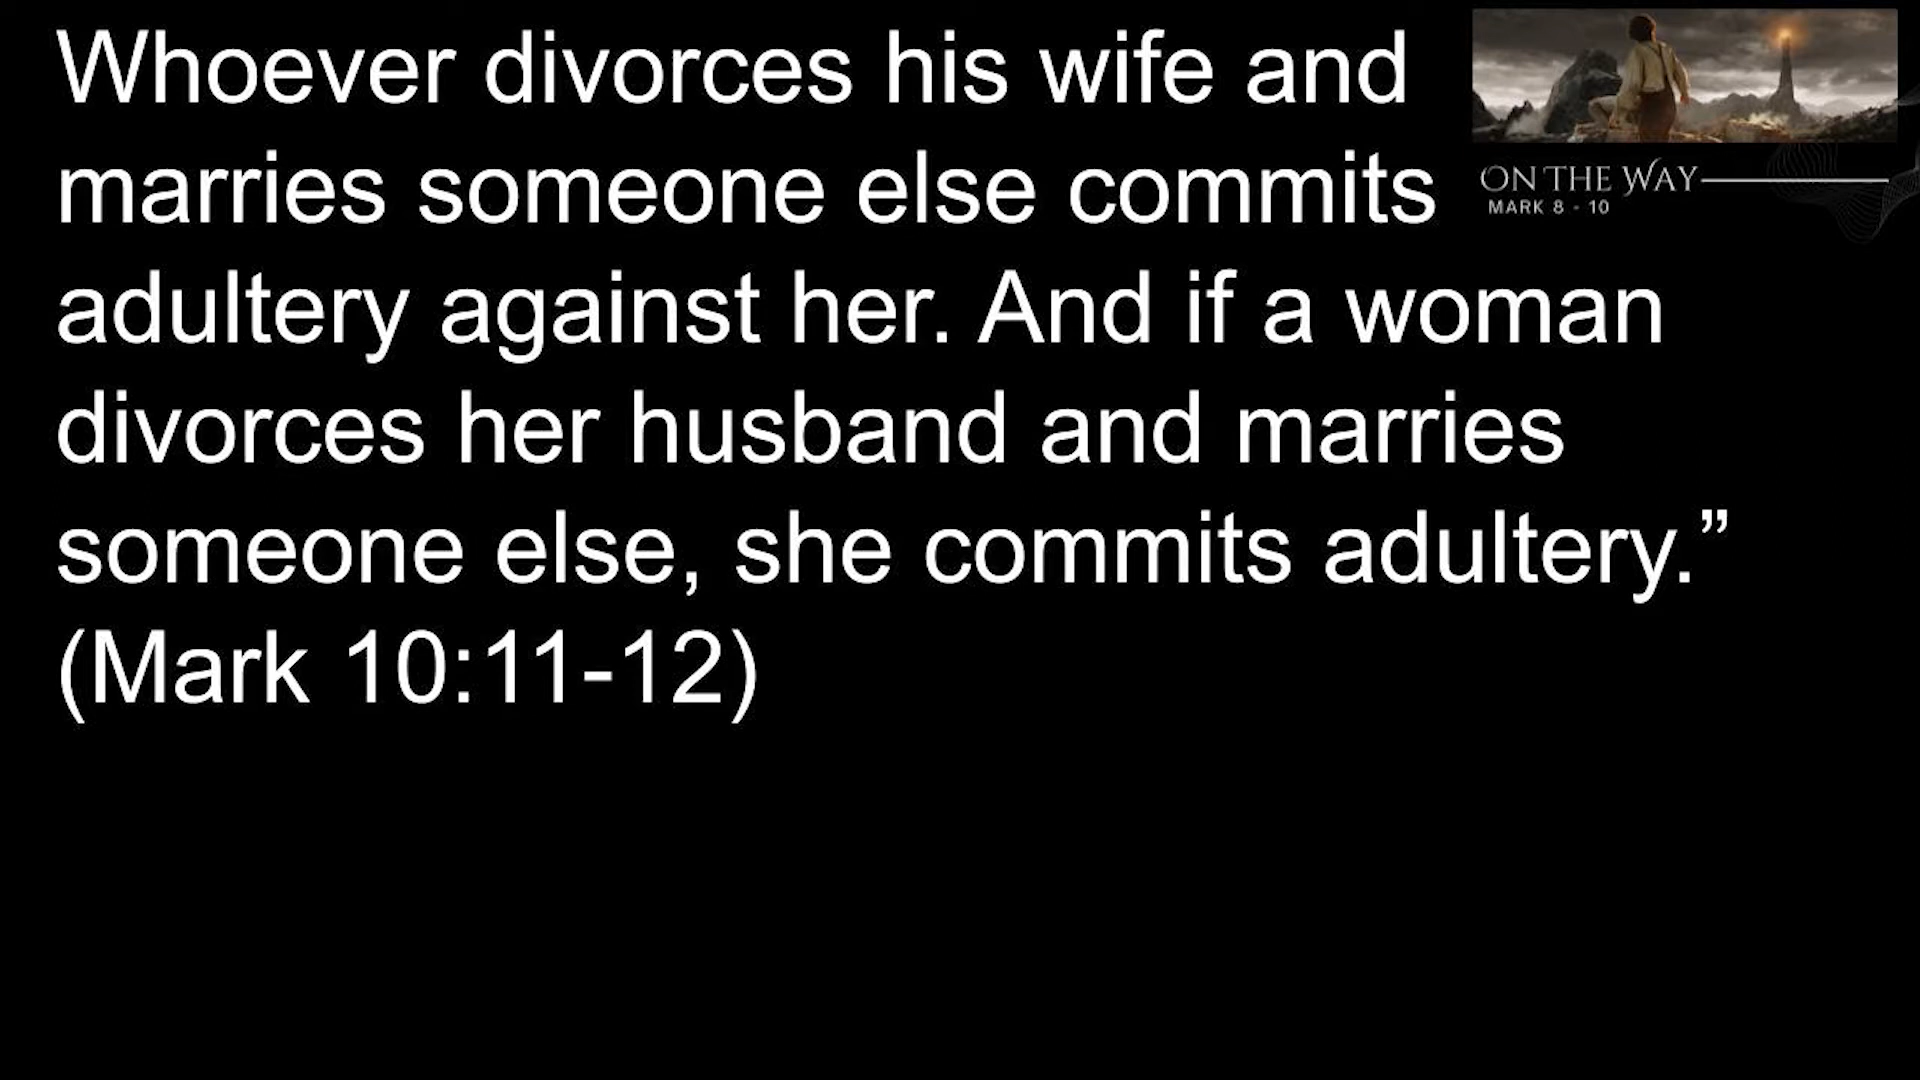 Whoever divorces his wife and
marries someone else commits
adultery against her. And if a woman
divorces her husband and marries
someone else, she commits adultery.”
(Mark 10:11-12)
ON THE WAY
MARK 8 - 10